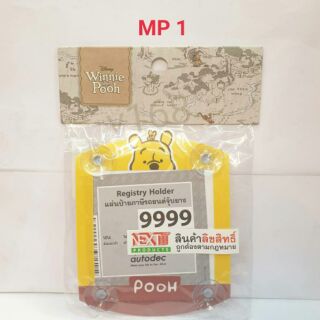 MP 1
Disney
Winnie
the
Pooh
Registry Holder
แผ่นป้ายภาษีรถยนต์จุ๊บยาง
9999
NEXT
PRODUCTS
สินค้าลิขสิทธิ์
ถูกต้องตามกฎหมาย
autodec
POOH